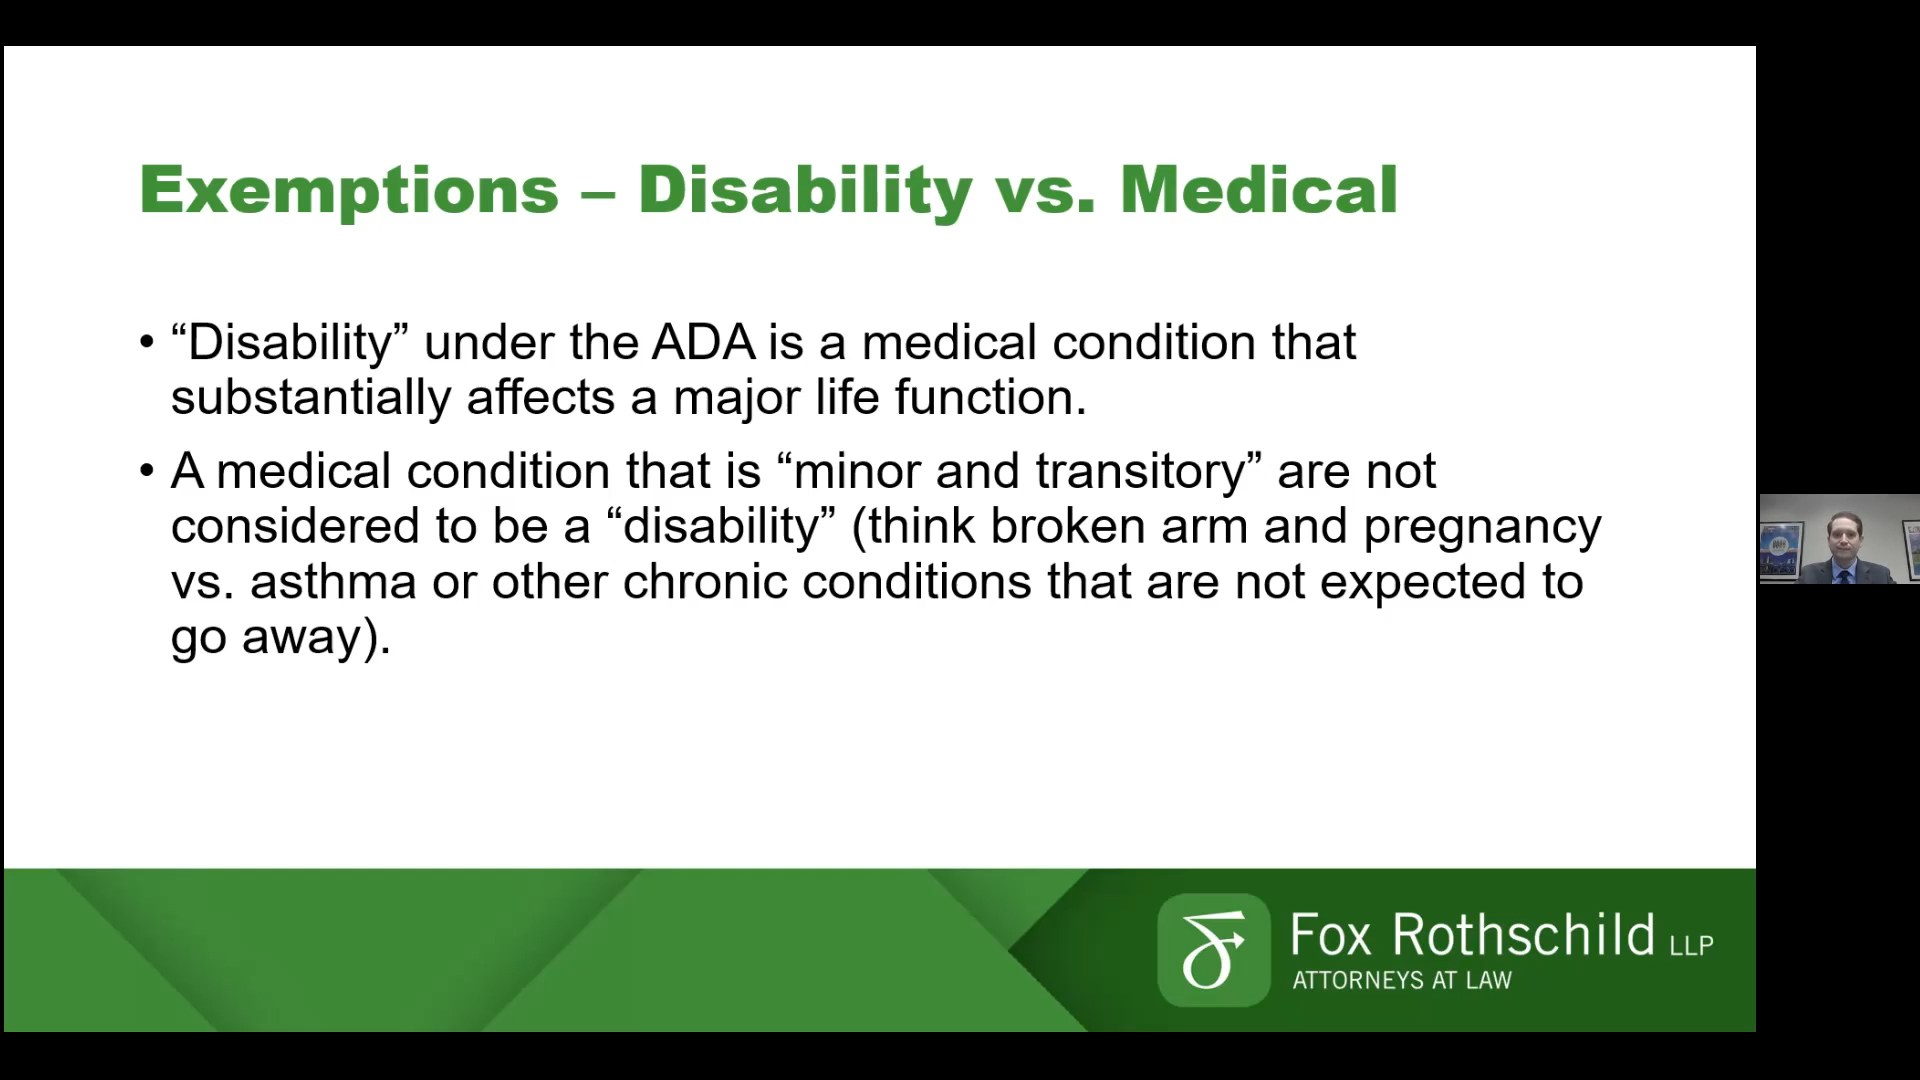 Exemptions – Disability vs. Medical
• “Disability” under the ADA is a medical condition that
substantially affects a major life function.
• A medical condition that is “minor and transitory” are not
considered to be a “disability” (think broken arm and pregnancy
vs. asthma or other chronic conditions that are not expected to
go away).
Fox Rothschild LLP
ATTORNEYS AT LAW